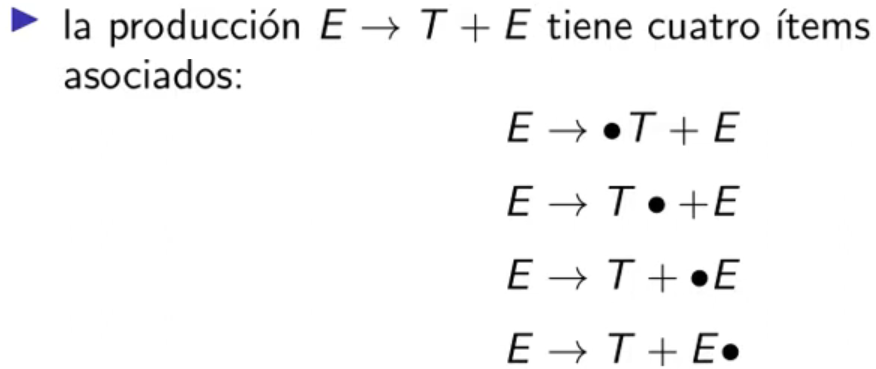 ▶ la producción E → T + E tiene cuatro ítems
asociados:
E → •T + E
E → T • +E
E → T + •E
E → T + E•